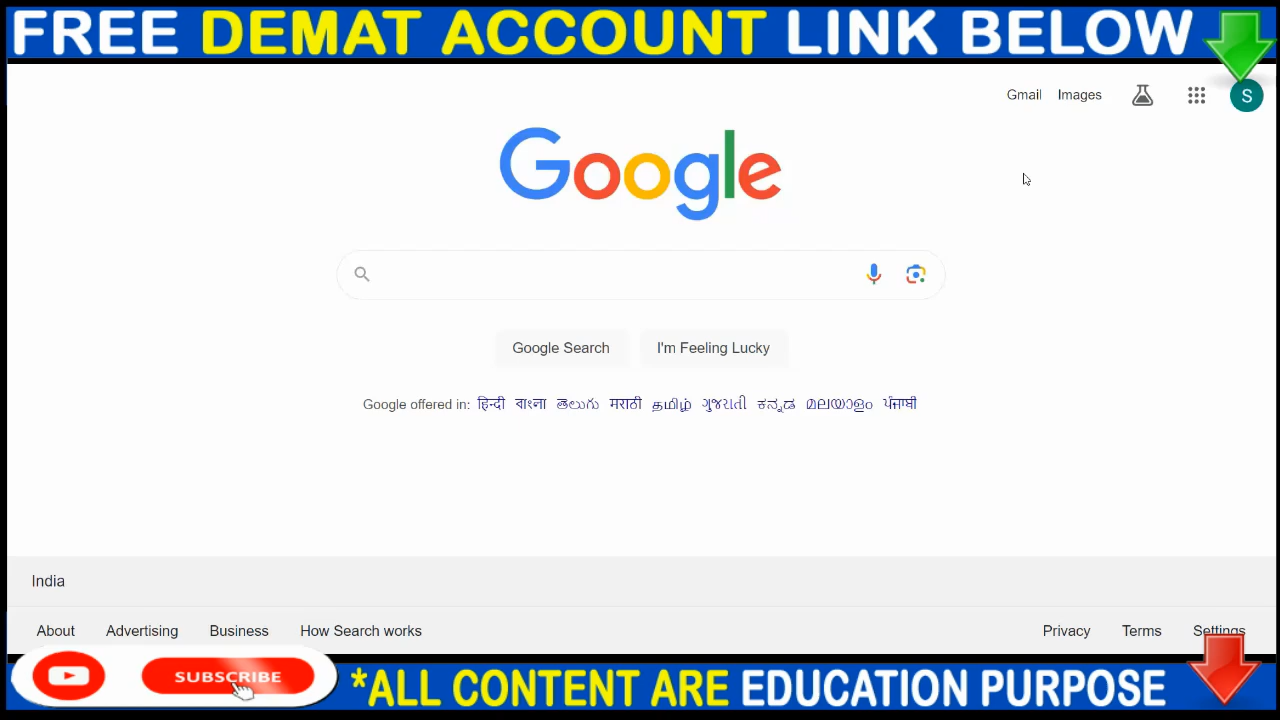 FREE DEMAT ACCOUNT LINK BELOW
Gmail Images S
Google
Google Search I'm Feeling Lucky
Google offered in: हिन्दी বাংলা తెలుగు मराठी தமிழ் ગુજરાતી ಕನ್ನಡ മലയാളം ਪੰਜਾਬੀ
India
About Advertising Business How Search works Privacy Terms Settings
SUBSCRIBE
*ALL CONTENT ARE EDUCATION PURPOSE